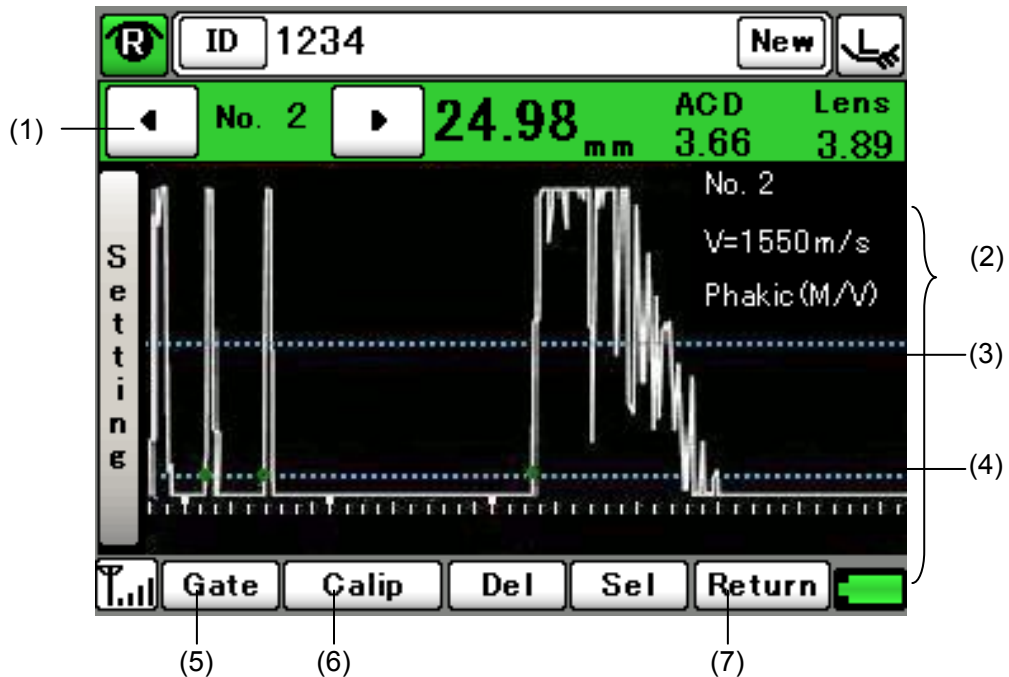 R ID 1234 New
(1) No. 2 24.98 mm ACD 3.66 Lens 3.89
No. 2
V=1550m/s
Phakic(M/V)
Setting
(2)
(3)
(4)
Gate Calip Del Sel Return
(5) (6) (7)